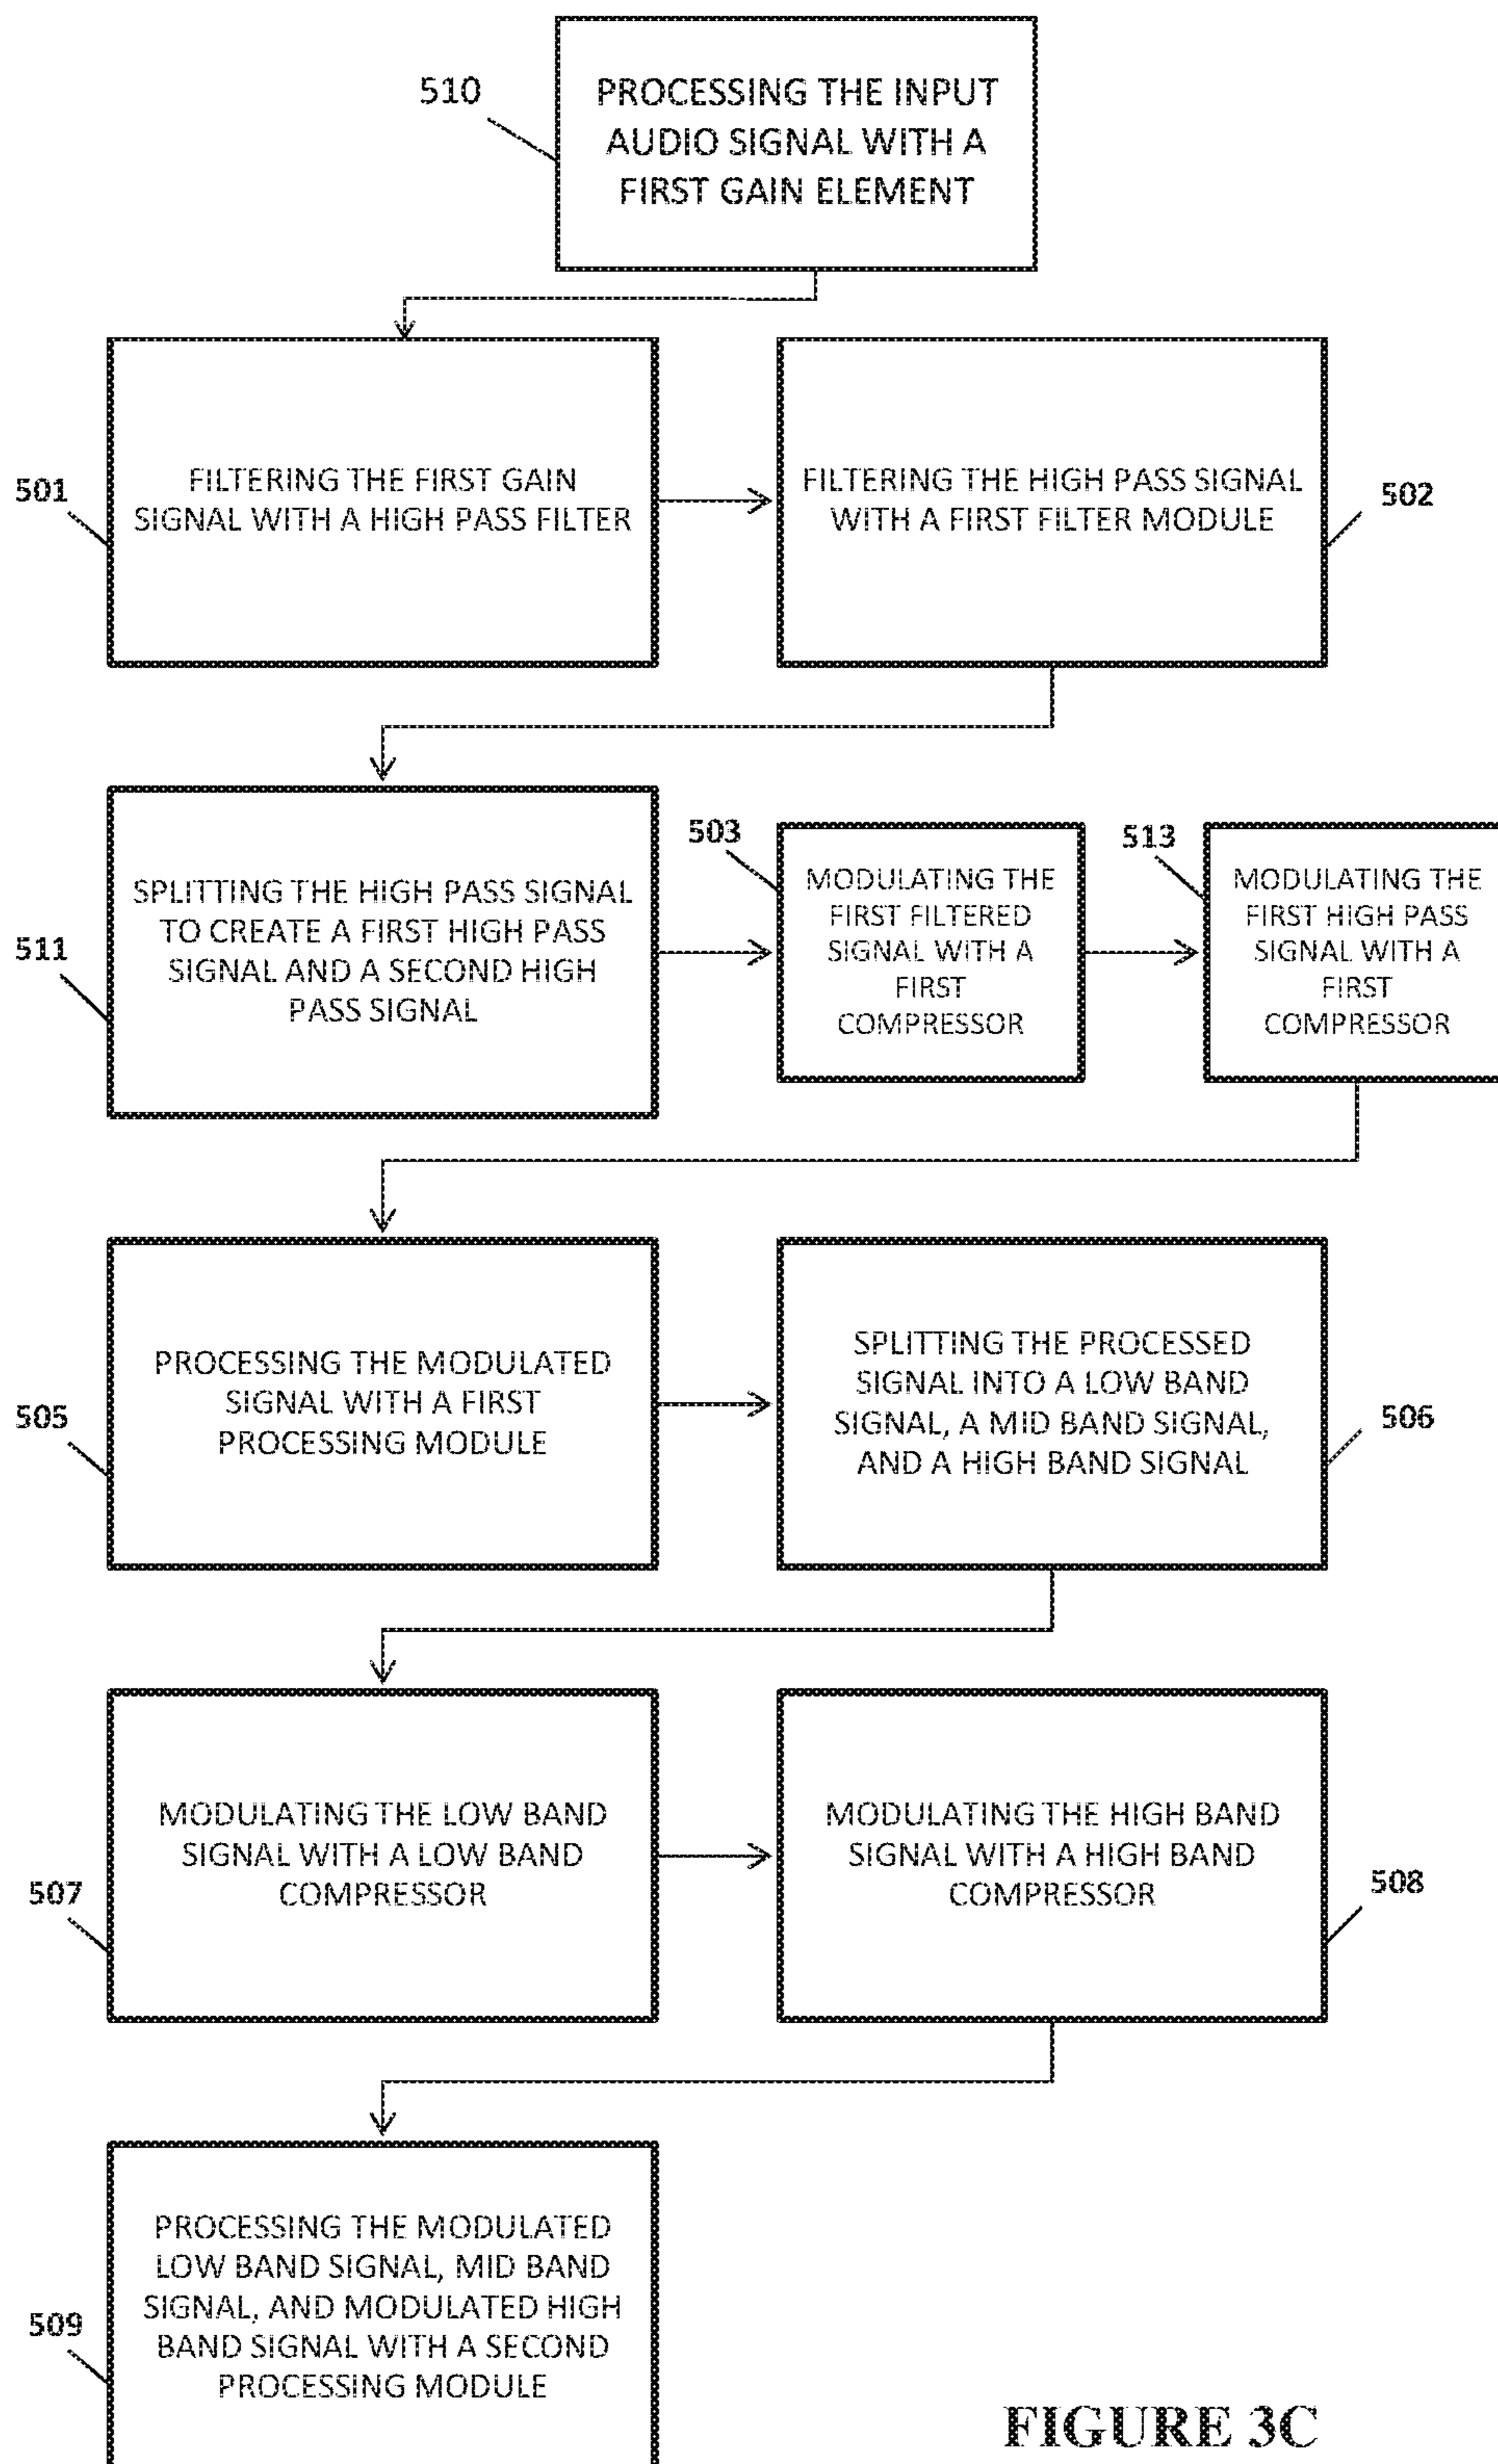 510
PROCESSING THE INPUT
AUDIO SIGNAL WITH A
FIRST GAIN ELEMENT
501
FILTERING THE FIRST GAIN
SIGNAL WITH A HIGH PASS FILTER
FILTERING THE HIGH PASS SIGNAL
WITH A FIRST FILTER MODULE
502
511
SPLITTING THE HIGH PASS SIGNAL
TO CREATE A FIRST HIGH PASS
SIGNAL AND A SECOND HIGH
PASS SIGNAL
503
MODULATING THE
FIRST FILTERED
SIGNAL WITH A
FIRST
COMPRESSOR
513
MODULATING THE
FIRST HIGH PASS
SIGNAL WITH A
FIRST
COMPRESSOR
505
PROCESSING THE MODULATED
SIGNAL WITH A FIRST
PROCESSING MODULE
SPLITTING THE PROCESSED
SIGNAL INTO A LOW BAND
SIGNAL, A MID BAND SIGNAL,
AND A HIGH BAND SIGNAL
506
507
MODULATING THE LOW BAND
SIGNAL WITH A LOW BAND
COMPRESSOR
MODULATING THE HIGH BAND
SIGNAL WITH A HIGH BAND
COMPRESSOR
508
509
PROCESSING THE MODULATED
LOW BAND SIGNAL, MID BAND
SIGNAL, AND MODULATED HIGH
BAND SIGNAL WITH A SECOND
PROCESSING MODULE
FIGURE 3C